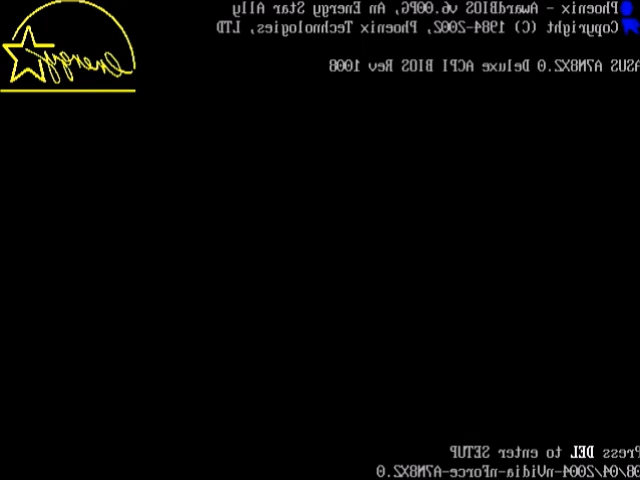 Phoenix - AwardBIOS v6.00PG, An Energy Star Ally
Copyright (C) 1984-2002, Phoenix Technologies, LTD
energy
ASUS A7N8X2.0 Deluxe ACPI BIOS Rev 1008
Press DEL to enter SETUP
08/04/2004-nVidia-nForce-A7N8X2.0